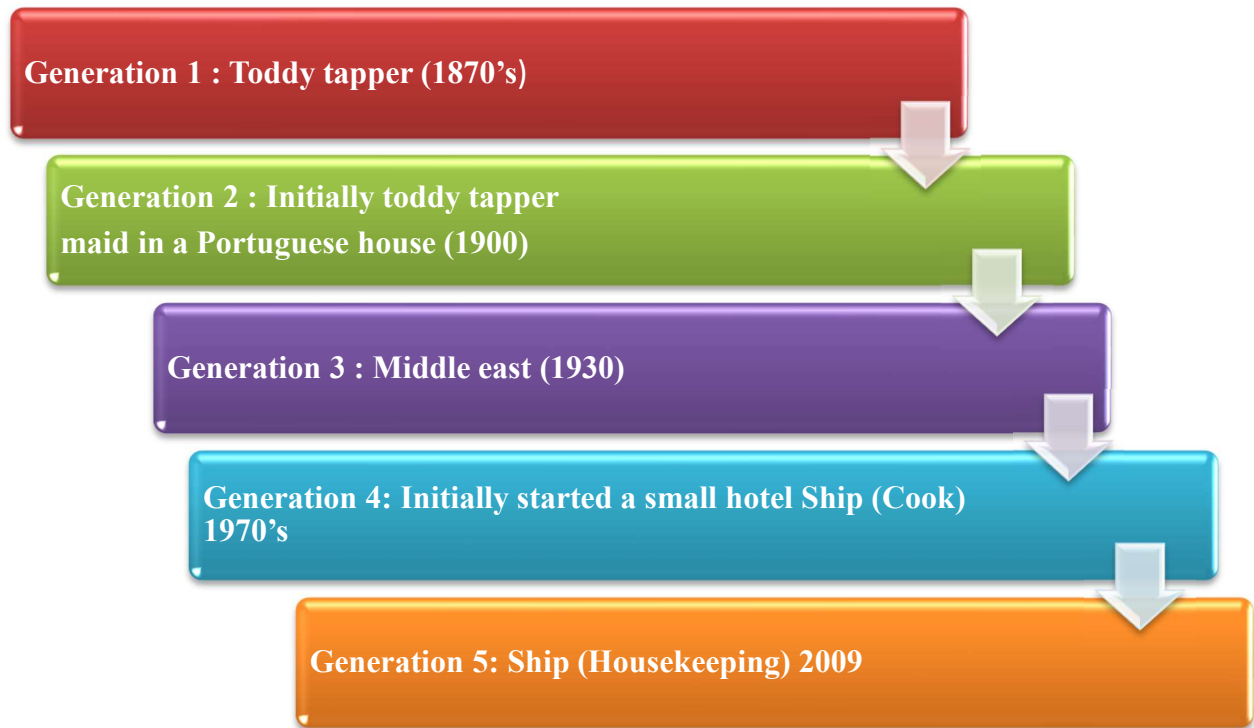 Generation 1 : Toddy tapper (1870’s)
Generation 2 : Initially toddy tapper
maid in a Portuguese house (1900)
Generation 3 : Middle east (1930)
Generation 4: Initially started a small hotel Ship (Cook)
1970’s
Generation 5: Ship (Housekeeping) 2009